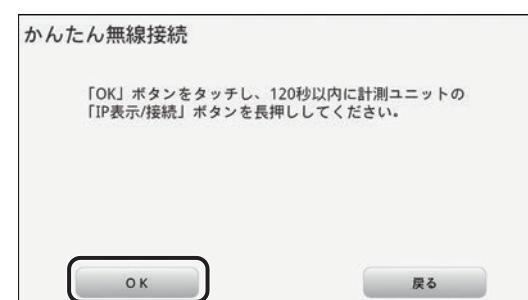 かんたん無線接続
「OK」ボタンをタッチし、120秒以内に計測ユニットの
「IP表示/接続」ボタンを長押ししてください。
OK
戻る